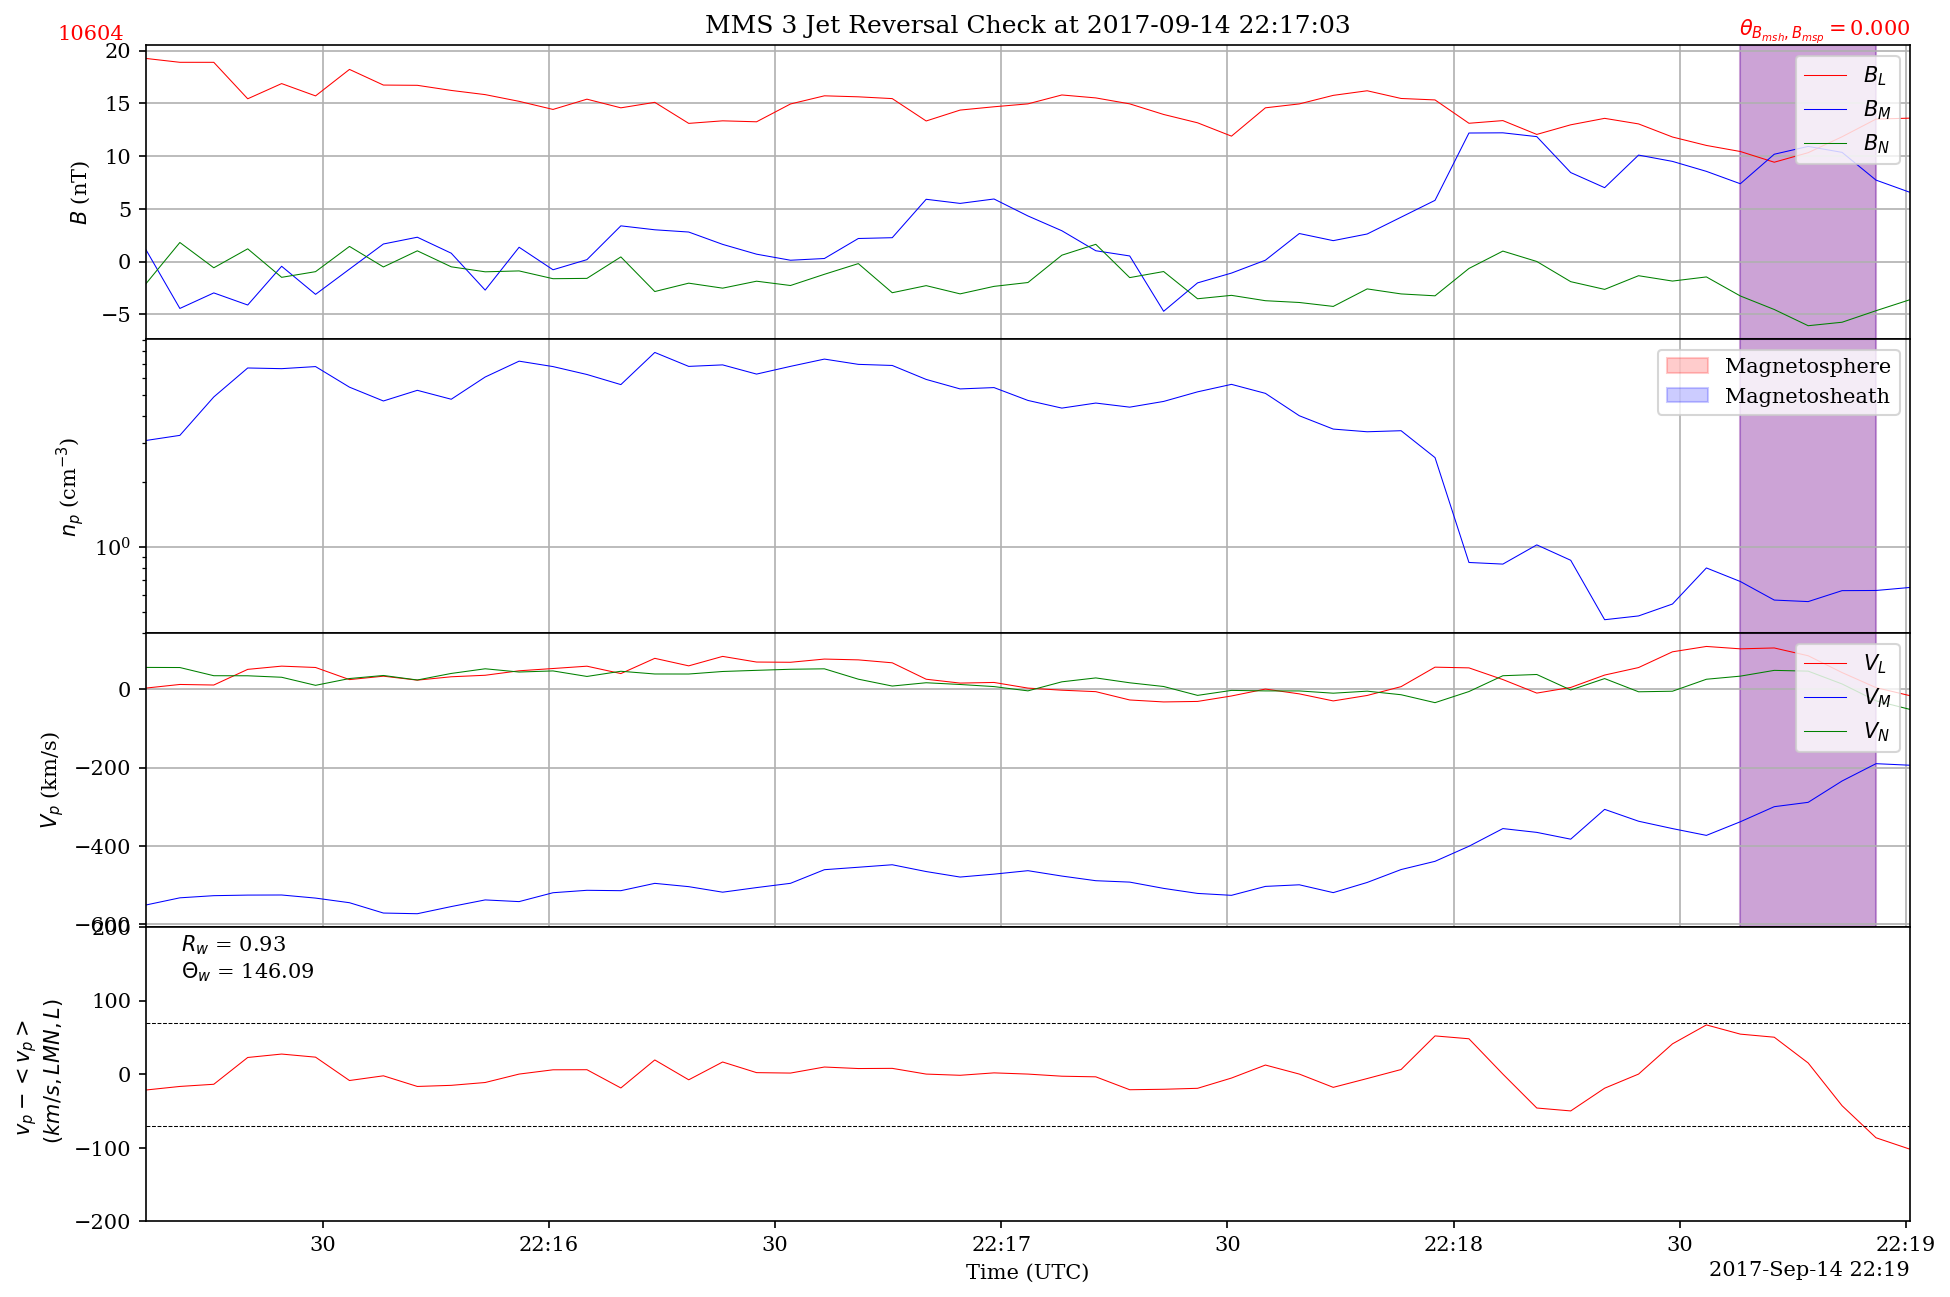 10604
MMS 3 Jet Reversal Check at 2017-09-14 22:17:03
θ_{B_{msh}, B_{msp}} = 0.000
20
15
10
5
0
−5
B (nT)
B_L
B_M
B_N
10^0
n_p (cm^{−3})
Magnetosphere
Magnetosheath
0
−200
−400
−600
V_p (km/s)
V_L
V_M
V_N
200
100
0
−100
−200
v_p − < v_p >
(km/s, LMN, L)
R_w = 0.93
Θ_w = 146.09
30 22:16 30 22:17 30 22:18 30 22:19
Time (UTC)
2017-Sep-14 22:19